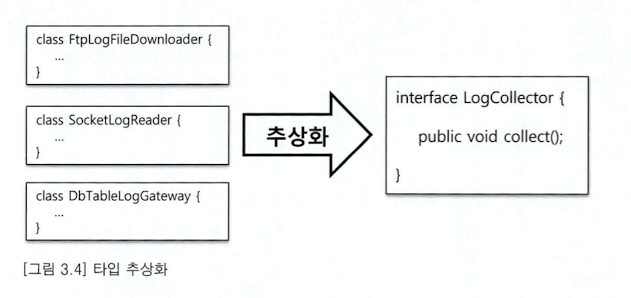 class FtpLogFileDownloader {
...
}
class SocketLogReader {
...
}
class DbTableLogGateway {
...
}
추상화
interface LogCollector {
public void collect();
}
[그림 3.4] 타입 추상화